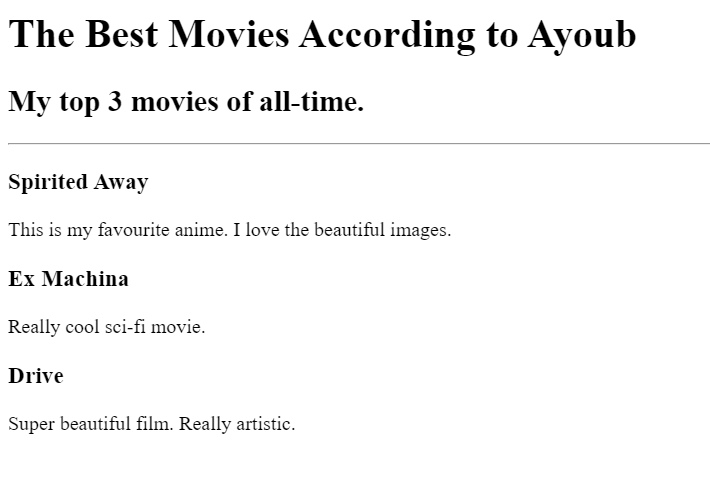 The Best Movies According to Ayoub
My top 3 movies of all-time.
Spirited Away
This is my favourite anime. I love the beautiful images.
Ex Machina
Really cool sci-fi movie.
Drive
Super beautiful film. Really artistic.